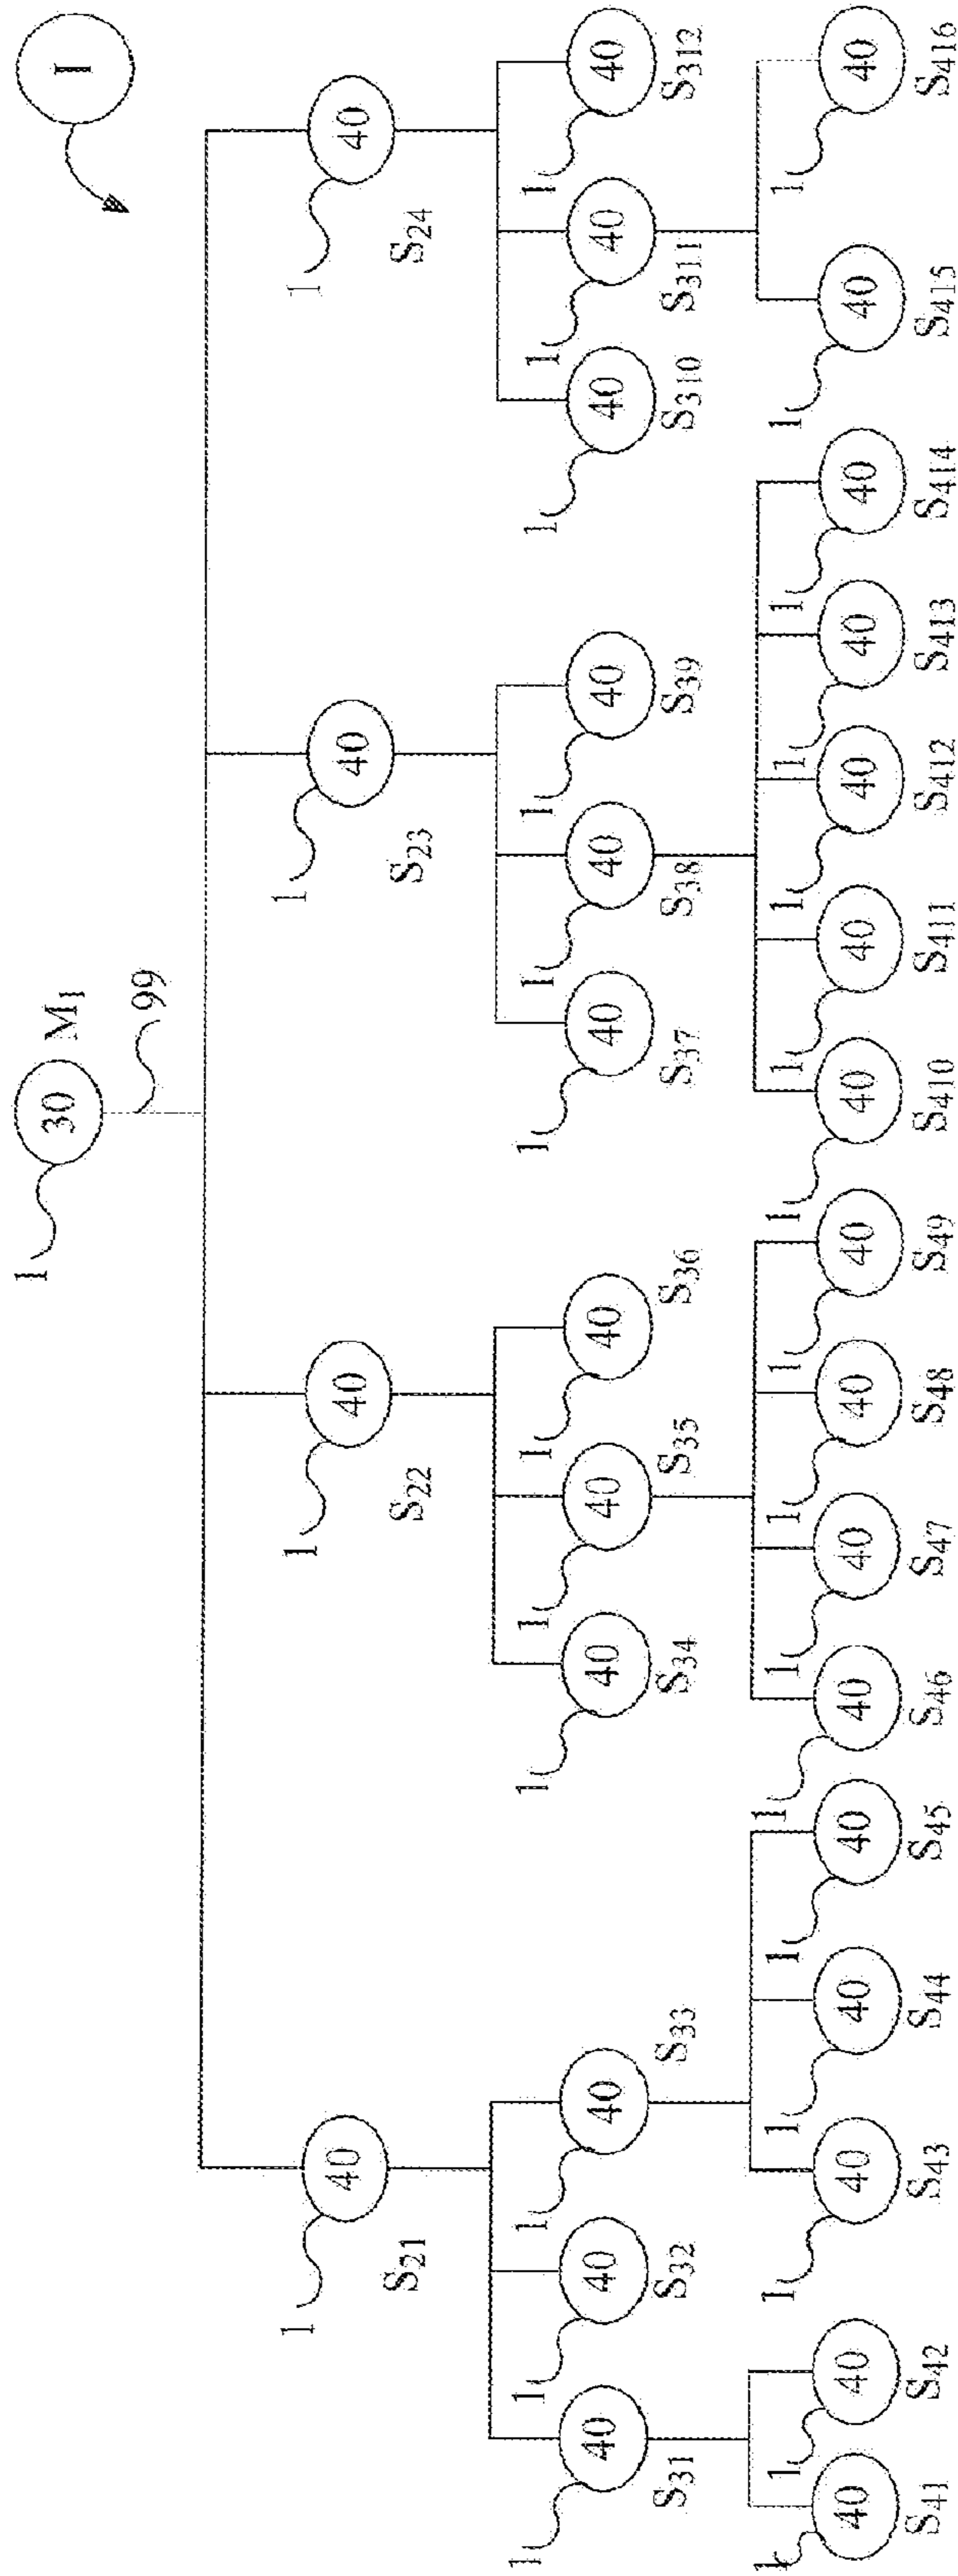 1 30 M₁ I
99
1 40 1 40 1 40 1 40
S₂₁ S₂₂ S₂₃ S₂₄
1 40 1 40 1 40 1 40 1 40 1 40 1 40 1 40 1 40 1 40 1 40 1 40
S₃₁ S₃₂ S₃₃ S₃₄ S₃₅ S₃₆ S₃₇ S₃₈ S₃₉ S₃₁₀ S₃₁₁ S₃₁₂
1 40 1 40 1 40 1 40 1 40 1 40 1 40 1 40 1 40 1 40 1 40 1 40 1 40 1 40 1 40 1 40
S₄₁ S₄₂ S₄₃ S₄₄ S₄₅ S₄₆ S₄₇ S₄₈ S₄₉ S₄₁₀ S₄₁₁ S₄₁₂ S₄₁₃ S₄₁₄ S₄₁₅ S₄₁₆